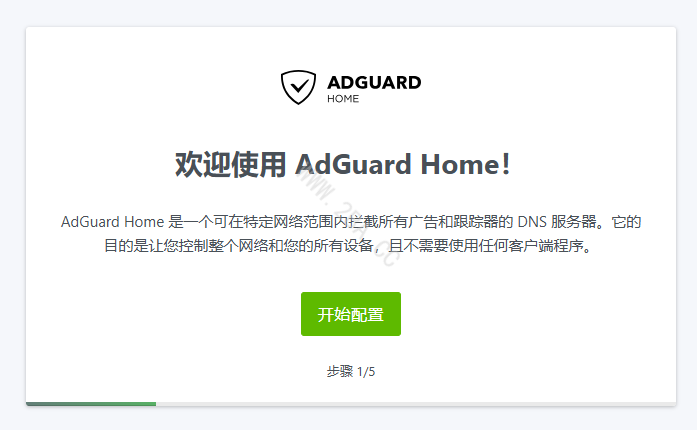 ADGUARD
HOME
欢迎使用 AdGuard Home！
AdGuard Home 是一个可在特定网络范围内拦截所有广告和跟踪器的 DNS 服务器。它的
目的是让您控制整个网络和您的所有设备，且不需要使用任何客户端程序。
开始配置
步骤 1/5